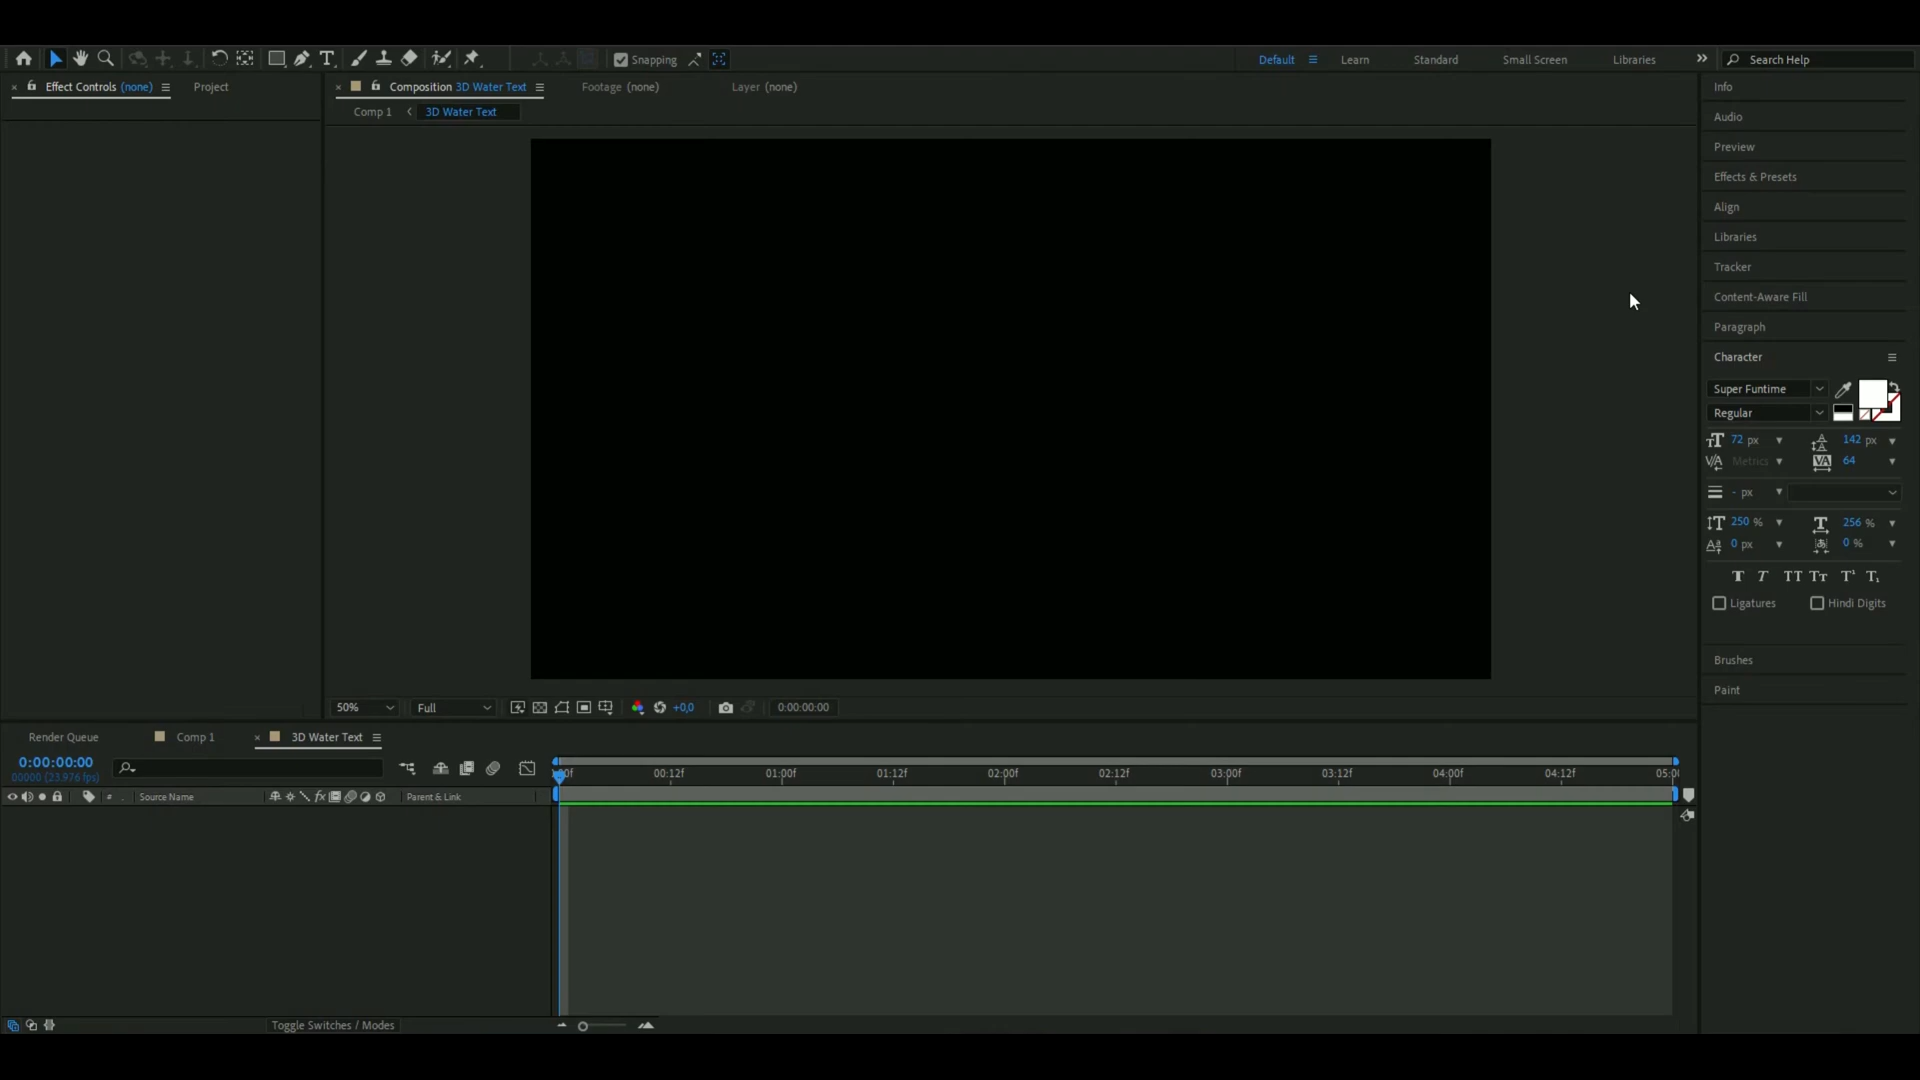 Snapping
Default
Learn
Standard
Small Screen
Libraries
Search Help
Effect Controls (none)
Project
Composition 3D Water Text
Footage (none)
Layer (none)
Comp 1
3D Water Text
Info
Audio
Preview
Effects & Presets
Align
Libraries
Tracker
Content-Aware Fill
Paragraph
Character
Super Funtime
Regular
72 px
142 px
Metrics
64
- px
250 %
256 %
0 px
0 %
Ligatures
Hindi Digits
Brushes
Paint
50%
Full
+0,0
0:00:00:00
Render Queue
Comp 1
3D Water Text
0:00:00:00
00000 (23.976 fps)
00:12f
01:00f
01:12f
02:00f
02:12f
03:00f
03:12f
04:00f
04:12f
#
Source Name
Parent & Link
Toggle Switches / Modes